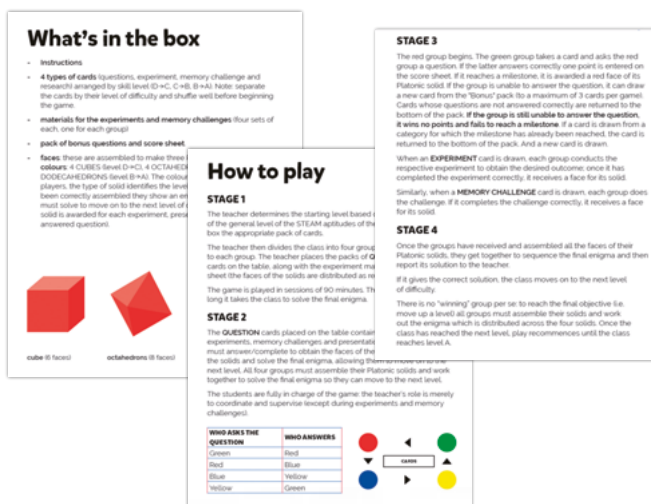 What's in the box
- Instructions
- 4 types of cards (questions, experiment, memory challenge and
research) arranged by skill level (D→C, C→B, B→A). Note: separate
the cards by their level of difficulty and shuffle well before beginning
the game.
- materials for the experiments and memory challenges (four sets of
each, one for each group)
- pack of bonus questions and score sheet
- faces: these are assembled to make three
colours: 4 CUBES (level D→C), 4 OCTAHED
DODECAHEDRONS (level B→A). The colou
players, the type of solid identifies the level
been correctly assembled they show an en
must solve to move on to the next level of
solid is awarded for each experiment, prese
answered question).
cube (6 faces)
octahedrons (8 faces)
How to play
STAGE 1
The teacher determines the starting level based
of the general level of the STEAM aptitudes of the
box the appropriate pack of cards.
The teacher then divides the class into four group
to each group. The teacher places the packs of Q
cards on the table, along with the experiment ma
sheet (the faces of the solids are distributed as re
The game is played in sessions of 90 minutes. Th
long it takes the class to solve the final enigma.
STAGE 2
The QUESTION cards placed on the table contain
experiments, memory challenges and presentatio
must answer/complete to obtain the faces of the
the solids and solve the final enigma, allowing them to move on to the
next level. All four groups must assemble their Platonic solids and work
together to solve the final enigma so they can move to the next level.
The students are fully in charge of the game: the teacher's role is merely
to coordinate and supervise (except during experiments and memory
challenges).
WHO ASKS THE QUESTION WHO ANSWERS
Green Red
Red Blue
Blue Yellow
Yellow Green
CARDS
STAGE 3
The red group begins. The green group takes a card and asks the red
group a question. If the latter answers correctly one point is entered on
the score sheet. If it reaches a milestone, it is awarded a red face of its
Platonic solid. If the group is unable to answer the question, it can draw
a new card from the "Bonus" pack (to a maximum of 3 cards per game).
Cards whose questions are not answered correctly are returned to the
bottom of the pack. If the group is still unable to answer the question,
it wins no points and fails to reach a milestone. If a card is drawn from a
category for which the milestone has already been reached, the card is
returned to the bottom of the pack. And a new card is drawn.
When an EXPERIMENT card is drawn, each group conducts the
respective experiment to obtain the desired outcome; once it has
completed the experiment correctly, it receives a face for its solid.
Similarly, when a MEMORY CHALLENGE card is drawn, each group does
the challenge. If it completes the challenge correctly, it receives a face
for its solid.
STAGE 4
Once the groups have received and assembled all the faces of their
Platonic solids, they get together to sequence the final enigma and then
report its solution to the teacher.
If it gives the correct solution, the class moves on to the next level
of difficulty.
There is no "winning" group per se: to reach the final objective (i.e.
move up a level) all groups must assemble their solids and work
out the enigma which is distributed across the four solids. Once the
class has reached the next level, play recommences until the class
reaches level A.